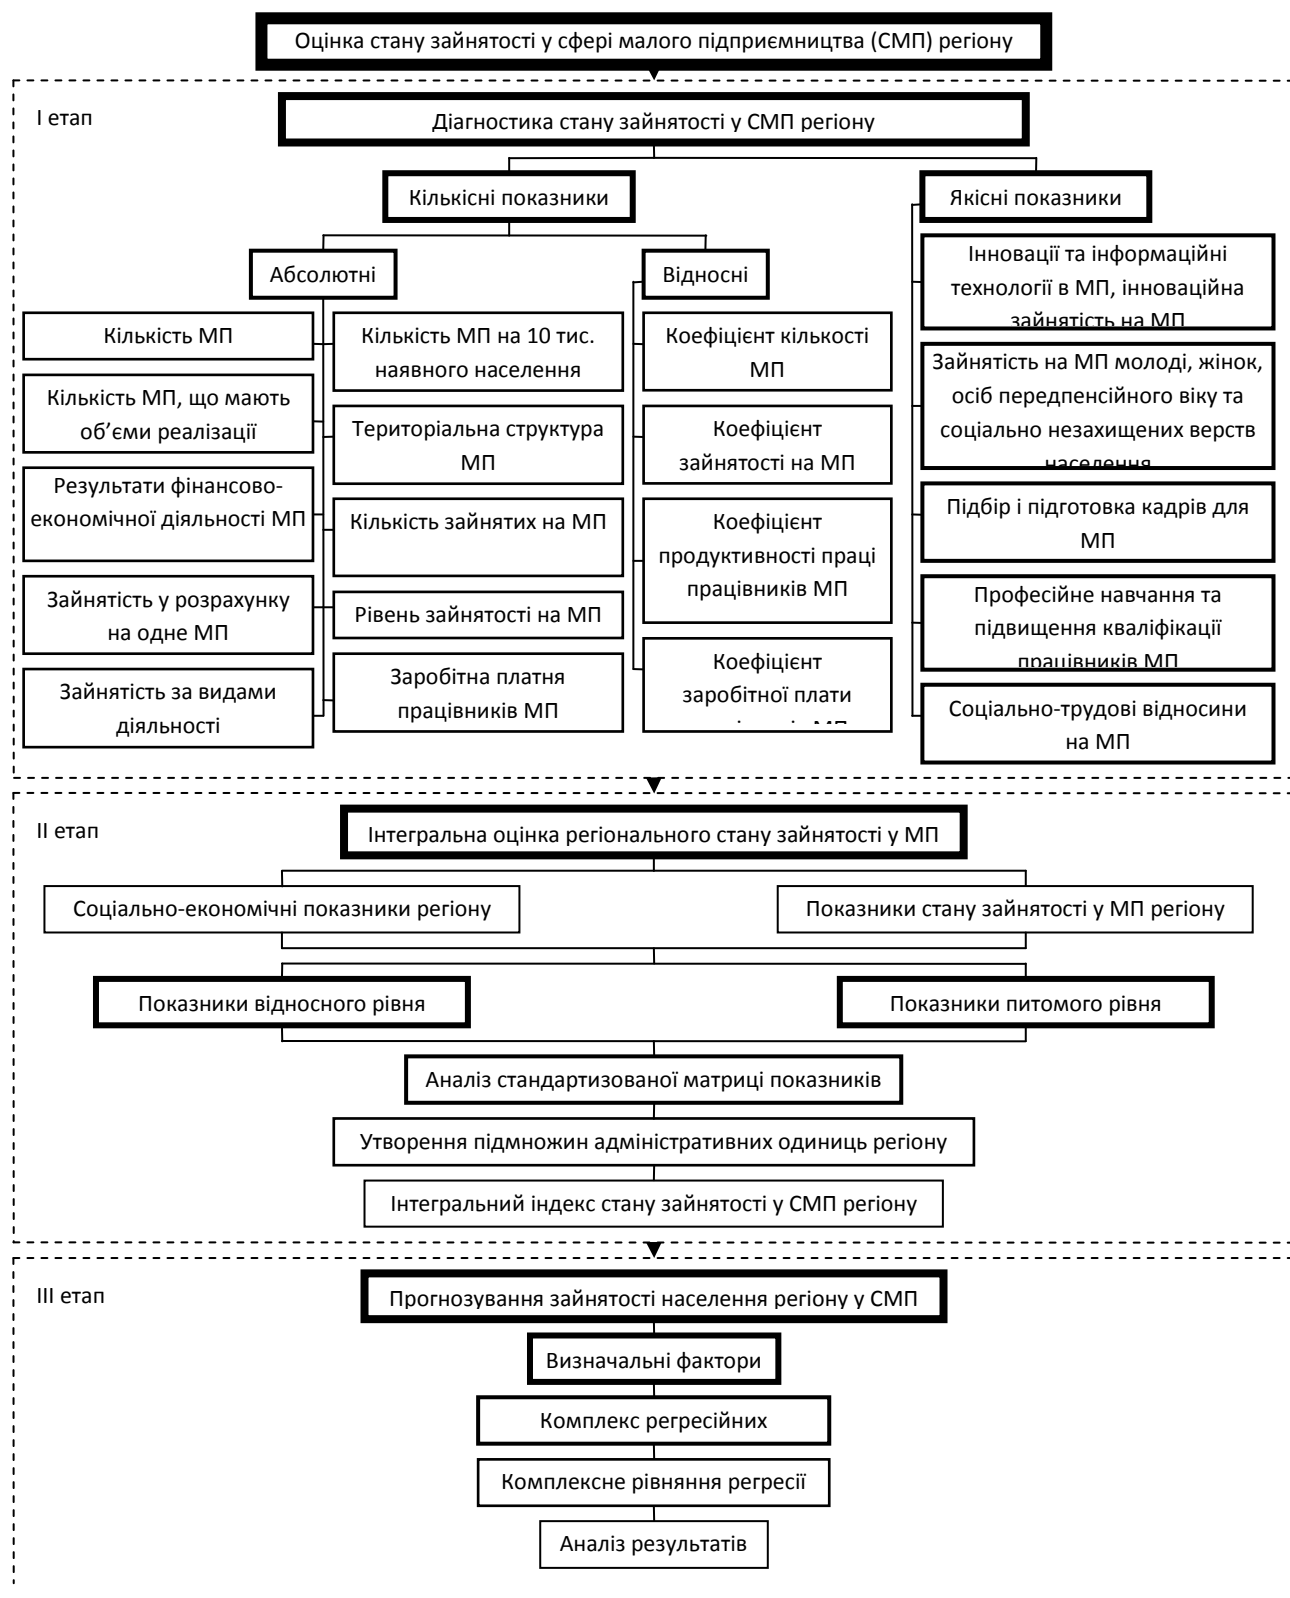 Оцінка стану зайнятості у сфері малого підприємництва (СМП) регіону
І етап
Діагностика стану зайнятості у СМП регіону
Кількісні показники
Якісні показники
Абсолютні
Відносні
Кількість МП
Кількість МП, що мають
об’єми реалізації
Результати фінансово-
економічної діяльності МП
Зайнятість у розрахунку
на одне МП
Зайнятість за видами
діяльності
Кількість МП на 10 тис.
наявного населення
Територіальна структура
МП
Кількість зайнятих на МП
Рівень зайнятості на МП
Заробітна платня
працівників МП
Коефіцієнт кількості
МП
Коефіцієнт
зайнятості на МП
Коефіцієнт
продуктивності праці
працівників МП
Коефіцієнт
заробітної плати
МП
Інновації та інформаційні
технології в МП, інноваційна
зайнятість на МП
Зайнятість на МП молоді, жінок,
осіб передпенсійного віку та
соціально незахищених верств
населення
Підбір і підготовка кадрів для
МП
Професійне навчання та
підвищення кваліфікації
працівників МП
Соціально-трудові відносини
на МП
ІІ етап
Інтегральна оцінка регіонального стану зайнятості у МП
Соціально-економічні показники регіону
Показники стану зайнятості у МП регіону
Показники відносного рівня
Показники питомого рівня
Аналіз стандартизованої матриці показників
Утворення підмножин адміністративних одиниць регіону
Інтегральний індекс стану зайнятості у СМП регіону
ІІІ етап
Прогнозування зайнятості населення регіону у СМП
Визначальні фактори
Комплекс регресійних
Комплексне рівняння регресії
Аналіз результатів